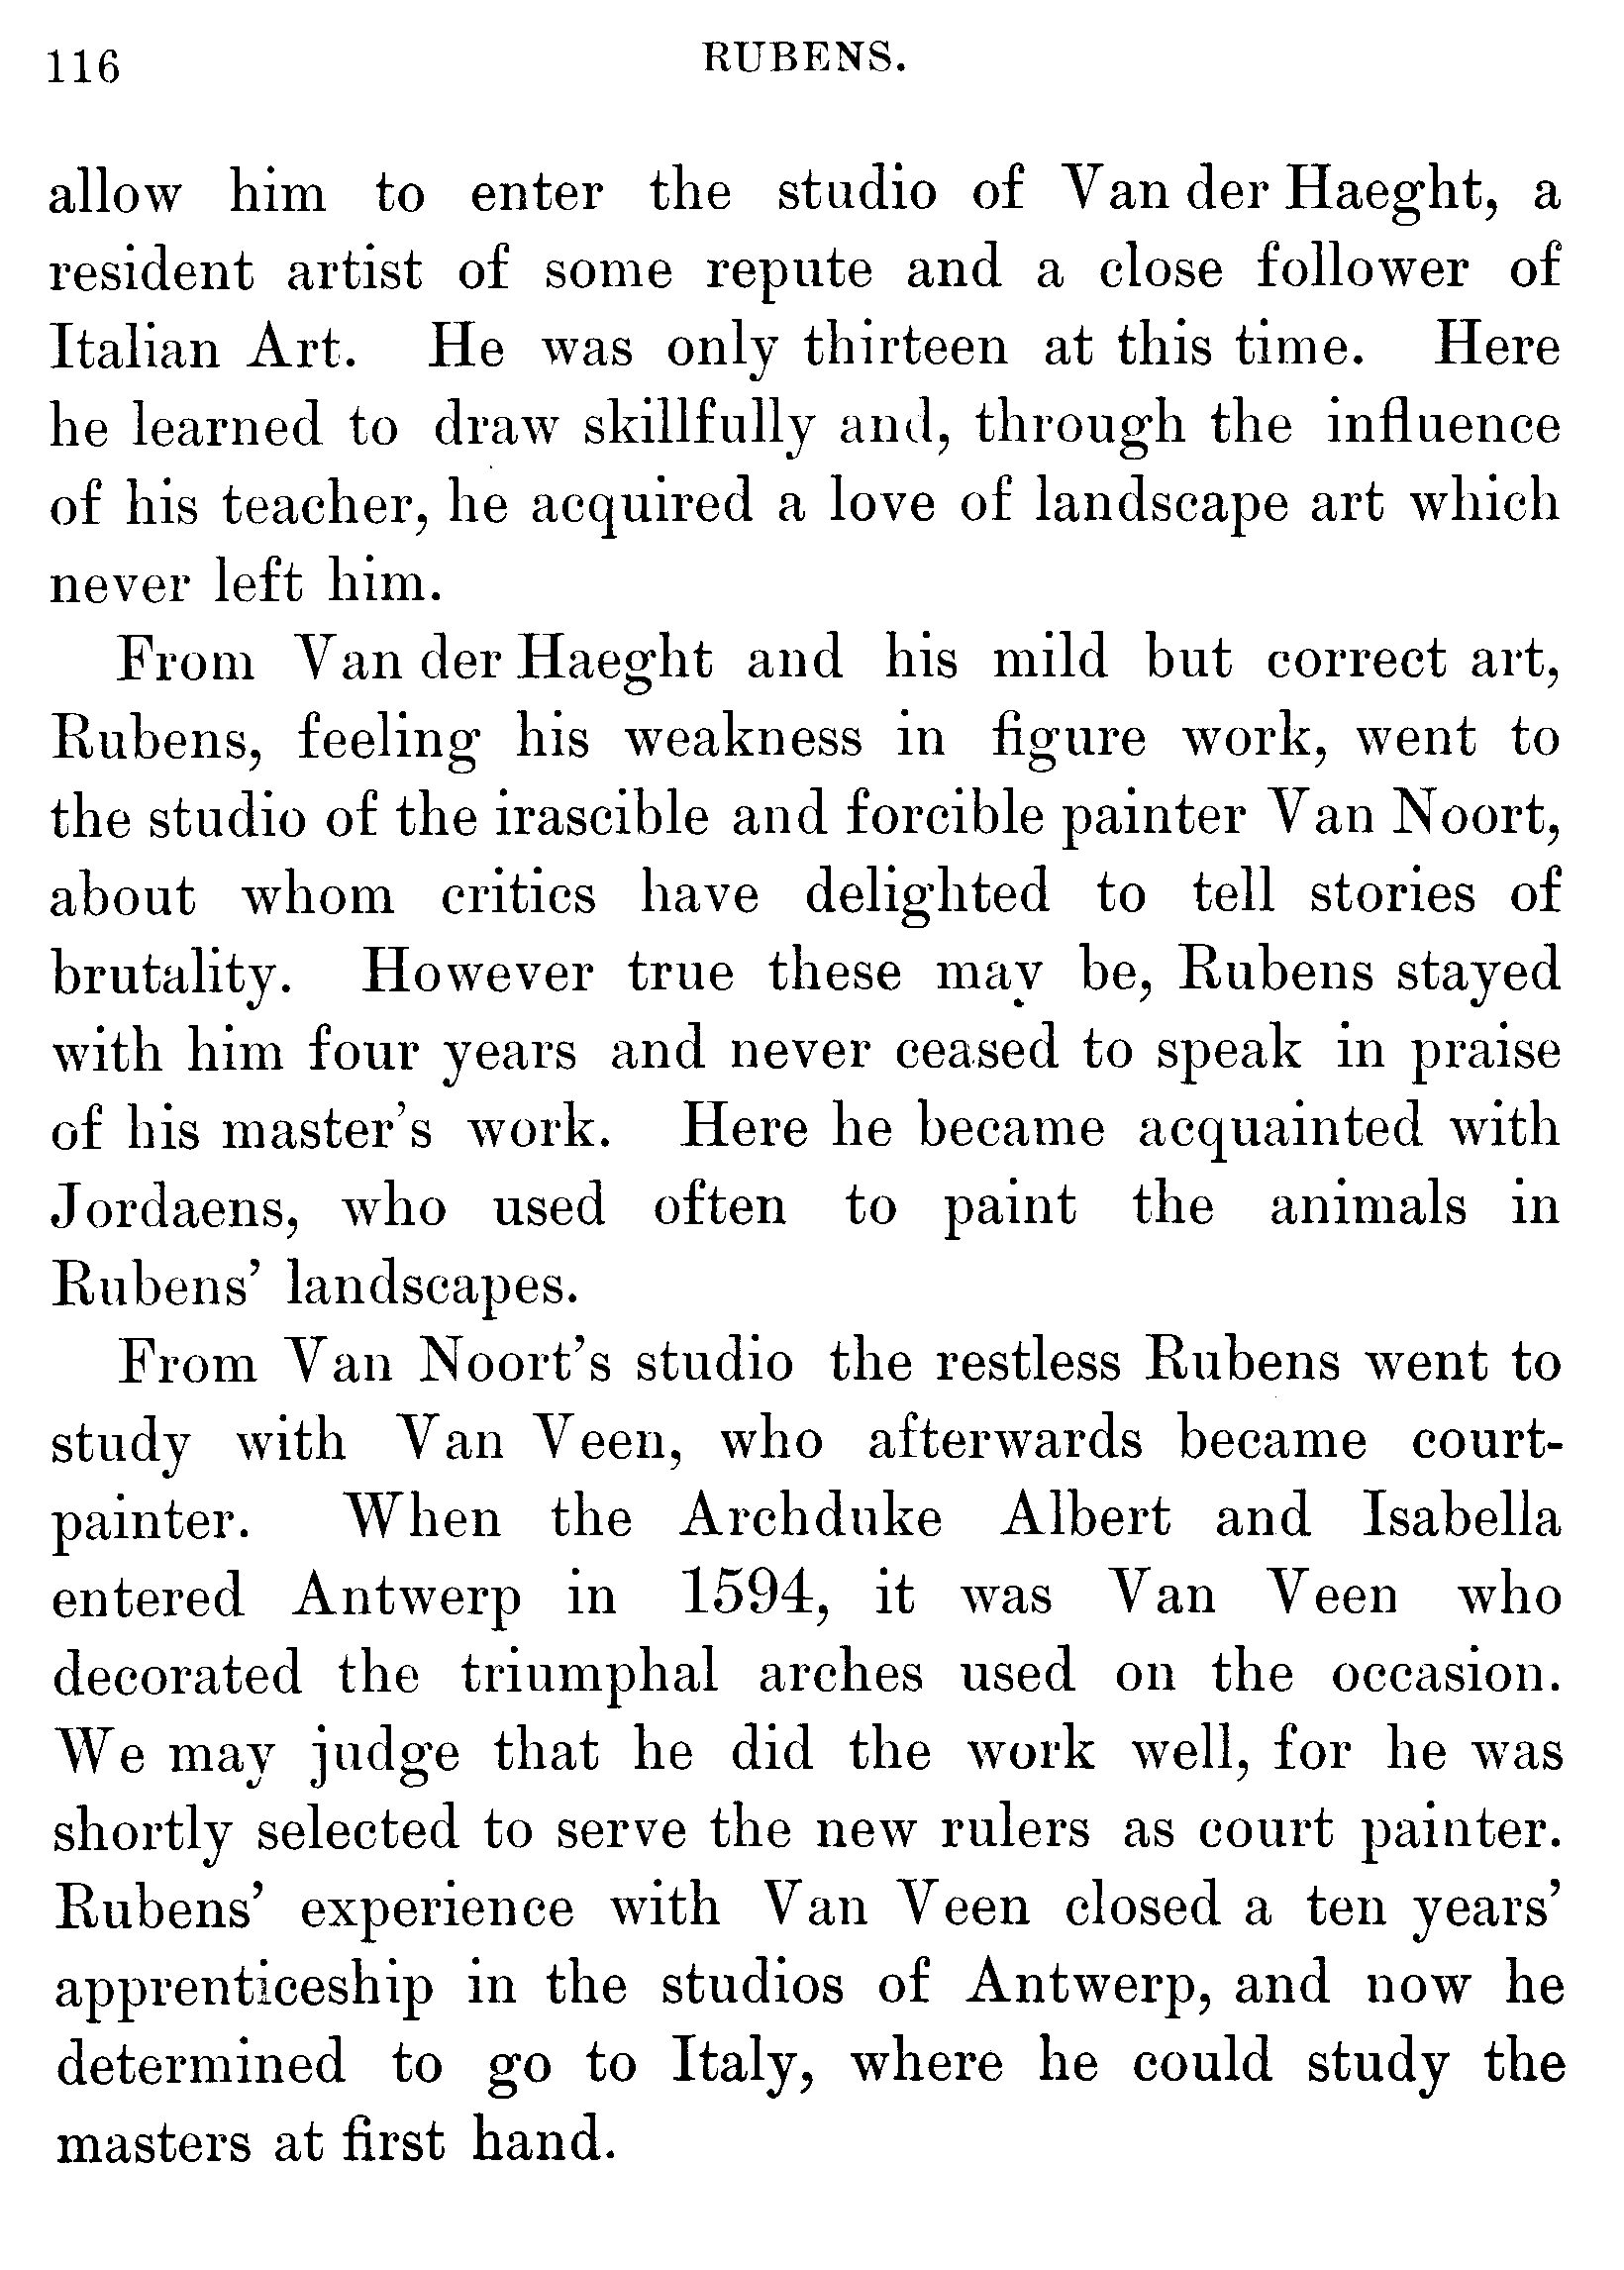 116
RUBENS.
allow him to enter the studio of Van der Haeght, a
resident artist of some repute and a close follower of
Italian Art. He was only thirteen at this time. Here
he learned to draw skillfully and, through the influence
of his teacher, he acquired a love of landscape art which
never left him.
From Van der Haeght and his mild but correct art,
Rubens, feeling his weakness in figure work, went to
the studio of the irascible and forcible painter Van Noort,
about whom critics have delighted to tell stories of
brutality. However true these may be, Rubens stayed
with him four years and never ceased to speak in praise
of his master's work. Here he became acquainted with
Jordaens, who used often to paint the animals in
Rubens' landscapes.
From Van Noort's studio the restless Rubens went to
study with Van Veen, who afterwards became court-
painter. When the Archduke Albert and Isabella
entered Antwerp in 1594, it was Van Veen who
decorated the triumphal arches used on the occasion.
We may judge that he did the work well, for he was
shortly selected to serve the new rulers as court painter.
Rubens' experience with Van Veen closed a ten years'
apprenticeship in the studios of Antwerp, and now he
determined to go to Italy, where he could study the
masters at first hand.